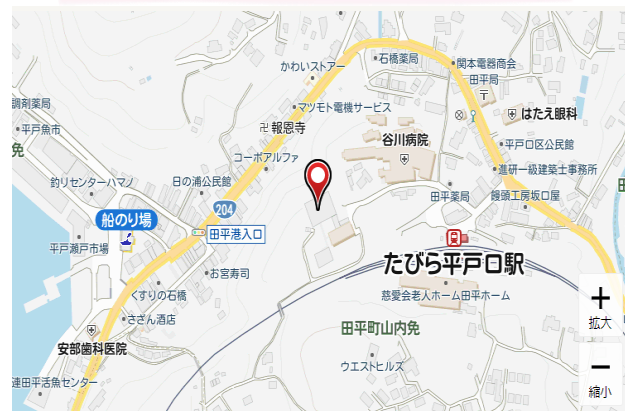 かわいストアー
石橋薬局
関本電器商会
田平局
調剤薬局
平戸魚市
免
マツモト電機サービス
卍報恩寺
谷川病院
はたえ眼科
平戸口区公民館
コーポアルファ
進研一級建築士事務所
釣りセンターハマノ
日の浦公民館
田平薬局
饅頭工房坂口屋
204
船のり場
田平港入口
平戸瀬戸市場
お宮寿司
たびら平戸口駅
くすりの石橋
慈愛会老人ホーム田平ホーム
+
拡大
さざん酒店
田平町山内免
安部歯科医院
ウエストヒルズ
−
縮小
連田平活魚センター